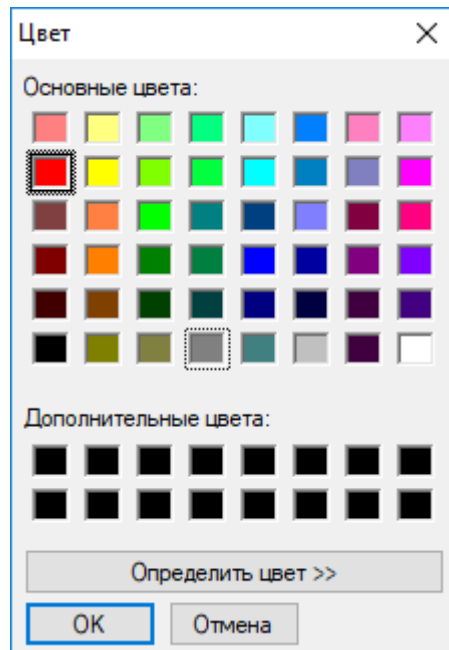 Цвет
Основные цвета:
Дополнительные цвета:
Определить цвет >>
OK
Отмена